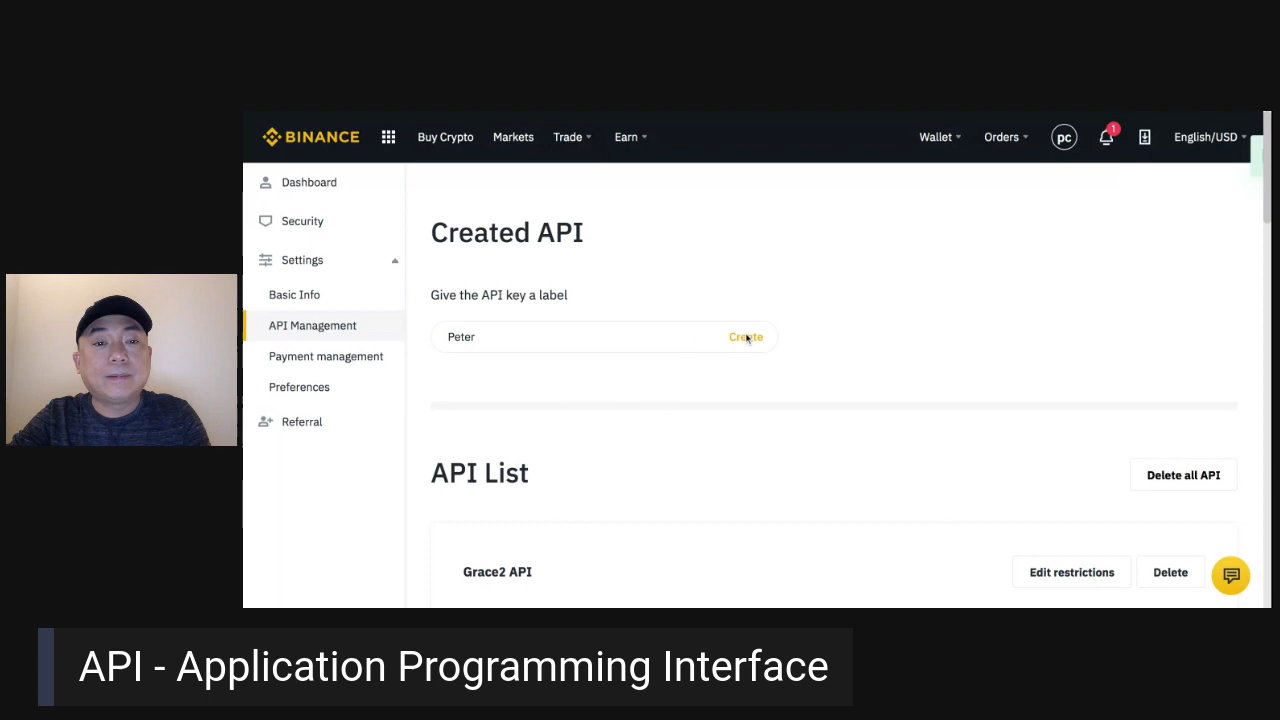 BINANCE Buy Crypto Markets Trade Earn Wallet Orders pc 1 English/USD
Dashboard
Security
Settings
Basic Info
API Management
Payment management
Preferences
Referral
Created API
Give the API key a label
Peter Create
API List Delete all API
Grace2 API Edit restrictions Delete
API - Application Programming Interface